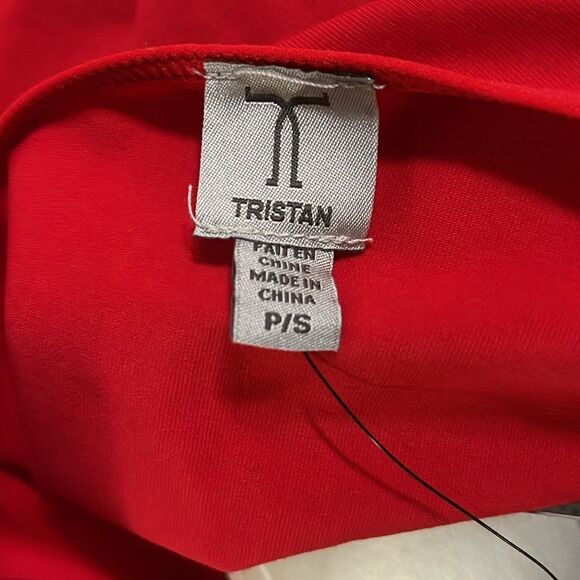 TRISTAN
FAIT EN
CHINE
MADE IN
CHINA
P/S